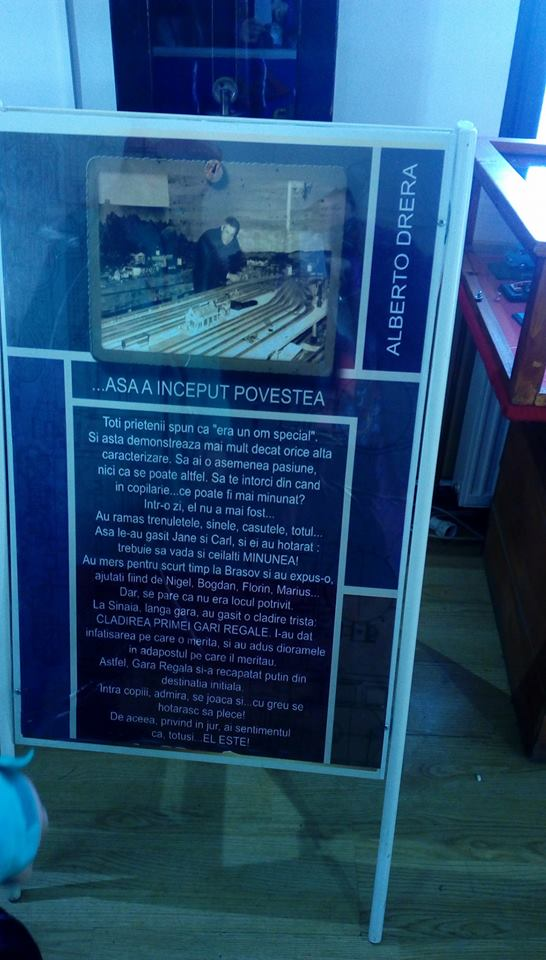 ALBERTO DRERA
...ASA A INCEPUT POVESTEA
Toti prietenii spun ca "era un om special".
Si asta demonstreaza mai mult decat orice alta
caracterizare. Sa ai o asemenea pasiune,
nici ca se poate altfel. Sa te intorci din cand
in copilarie...ce poate fi mai minunat?
Intr-o zi, el nu a mai fost...
Au ramas trenuletele, sinele, casutele, totul...
Asa le-au gasit Jane si Carl, si ei au hotarat :
trebuie sa vada si ceilalti MINUNEA!
Au mers pentru scurt timp la Brasov si au expus-o,
ajutati fiind de Nigel, Bogdan, Florin, Marius...
Dar, se pare ca nu era locul potrivit.
La Sinaia, langa gara, au gasit o cladire trista:
CLADIREA PRIMEI GARI REGALE. I-au dat
infatisarea pe care o merita, si au adus dioramele
in adapostul pe care il meritau.
Astfel, Gara Regala si-a recapatat putin din
destinatia initiala.
Intra copiii, admira, se joaca si...cu greu se
hotarasc sa plece!
De aceea, privind in jur, ai sentimentul
ca, totusi...EL ESTE!